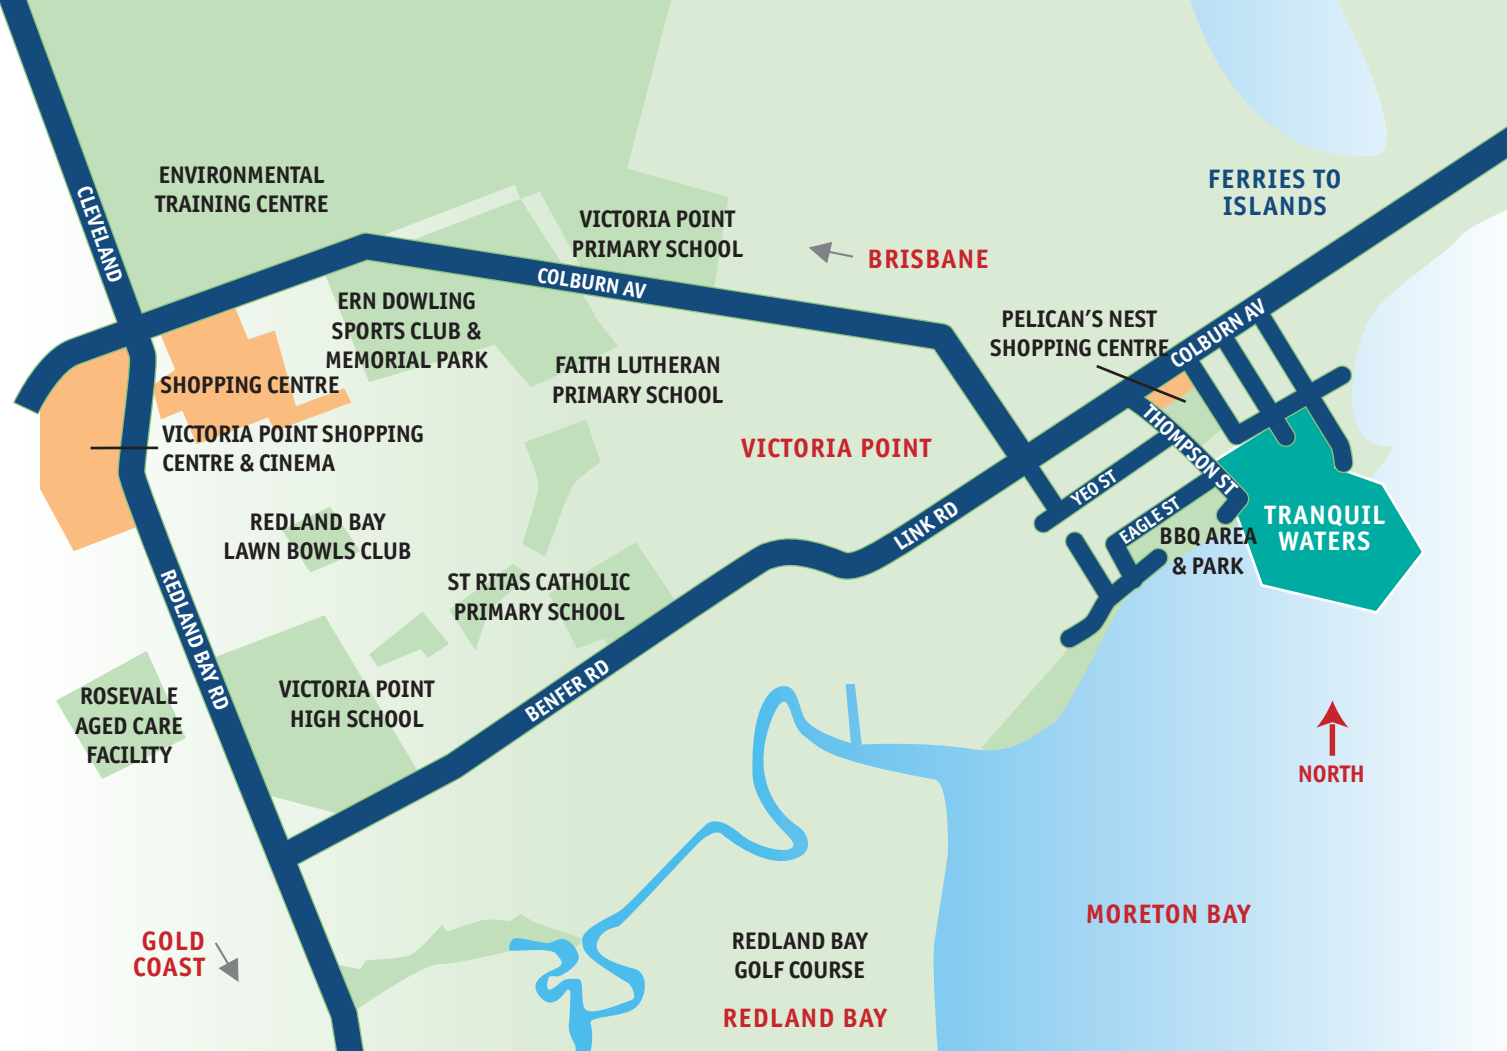 ENVIRONMENTAL
TRAINING CENTRE
CLEVELAND
VICTORIA POINT
PRIMARY SCHOOL
BRISBANE
FERRIES TO
ISLANDS
COLBURN AV
ERN DOWLING
SPORTS CLUB &
MEMORIAL PARK
PELICAN'S NEST
SHOPPING CENTRE
COLBURN AV
SHOPPING CENTRE
FAITH LUTHERAN
PRIMARY SCHOOL
VICTORIA POINT SHOPPING
CENTRE & CINEMA
VICTORIA POINT
THOMPSON ST
YEO ST
LINK RD
EAGLE ST
TRANQUIL
WATERS
BBQ AREA
& PARK
REDLAND BAY
LAWN BOWLS CLUB
ST RITAS CATHOLIC
PRIMARY SCHOOL
REDLAND BAY RD
BENFER RD
VICTORIA POINT
HIGH SCHOOL
ROSEVALE
AGED CARE
FACILITY
NORTH
MORETON BAY
GOLD
COAST
REDLAND BAY
GOLF COURSE
REDLAND BAY